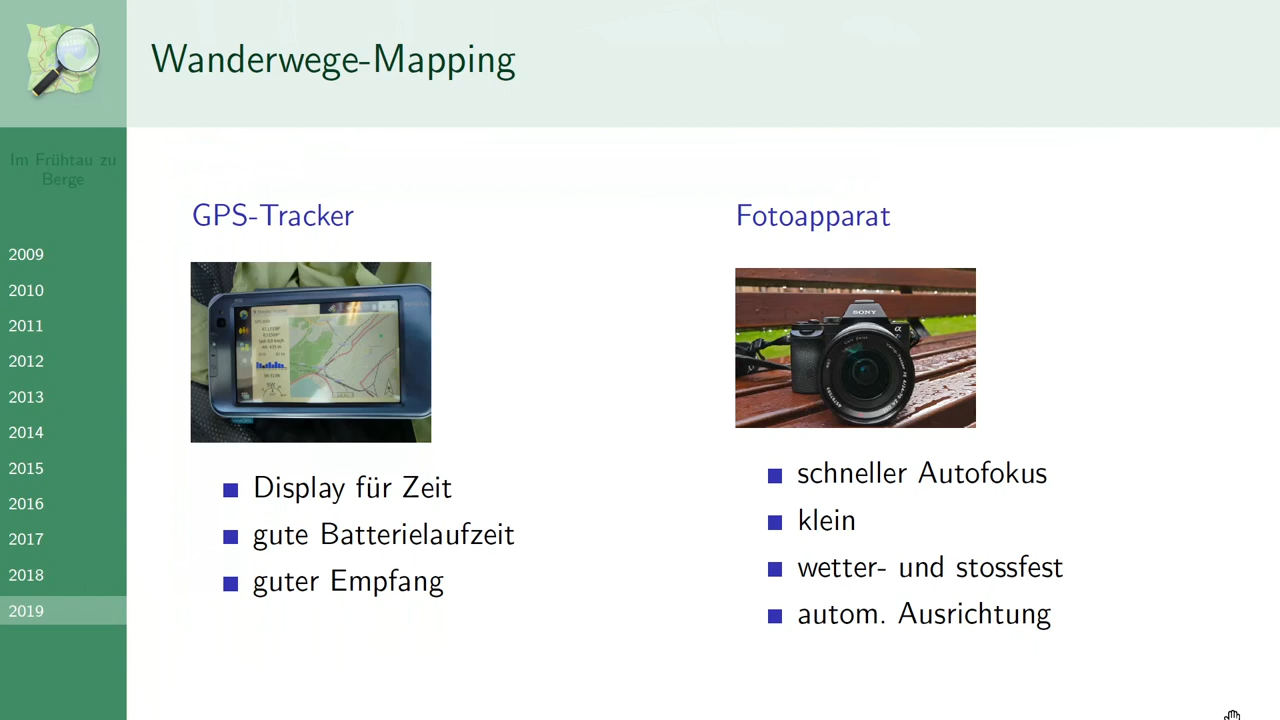 Wanderwege-Mapping
Im Frühtau zu
Berge
2009
2010
2011
2012
2013
2014
2015
2016
2017
2018
2019
GPS-Tracker
Display für Zeit
gute Batterielaufzeit
guter Empfang
Fotoapparat
SONY
schneller Autofokus
klein
wetter- und stossfest
autom. Ausrichtung